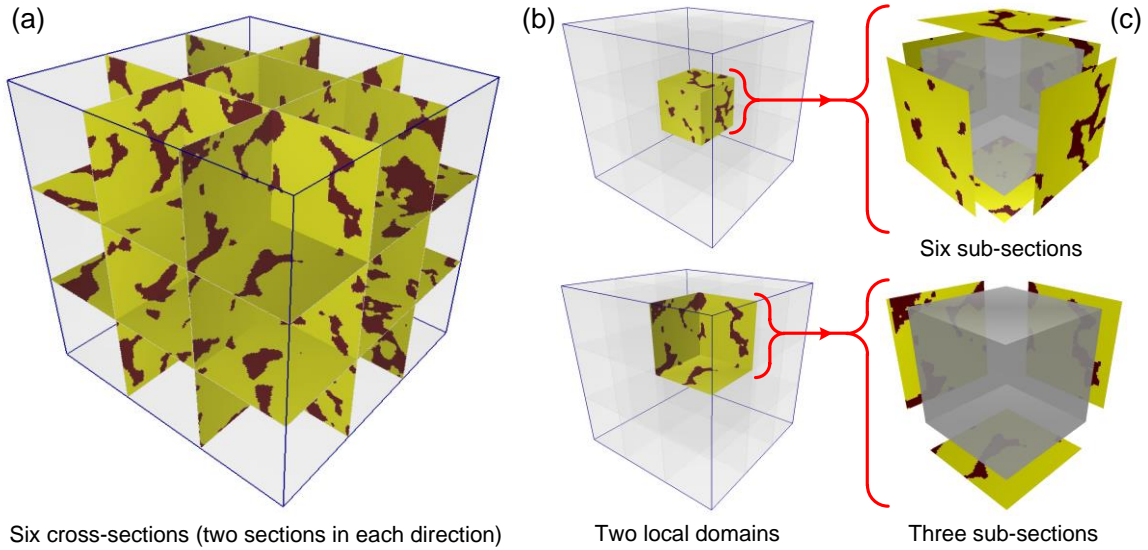 (a)
(b)
(c)
Six sub-sections
Six cross-sections (two sections in each direction)
Two local domains
Three sub-sections